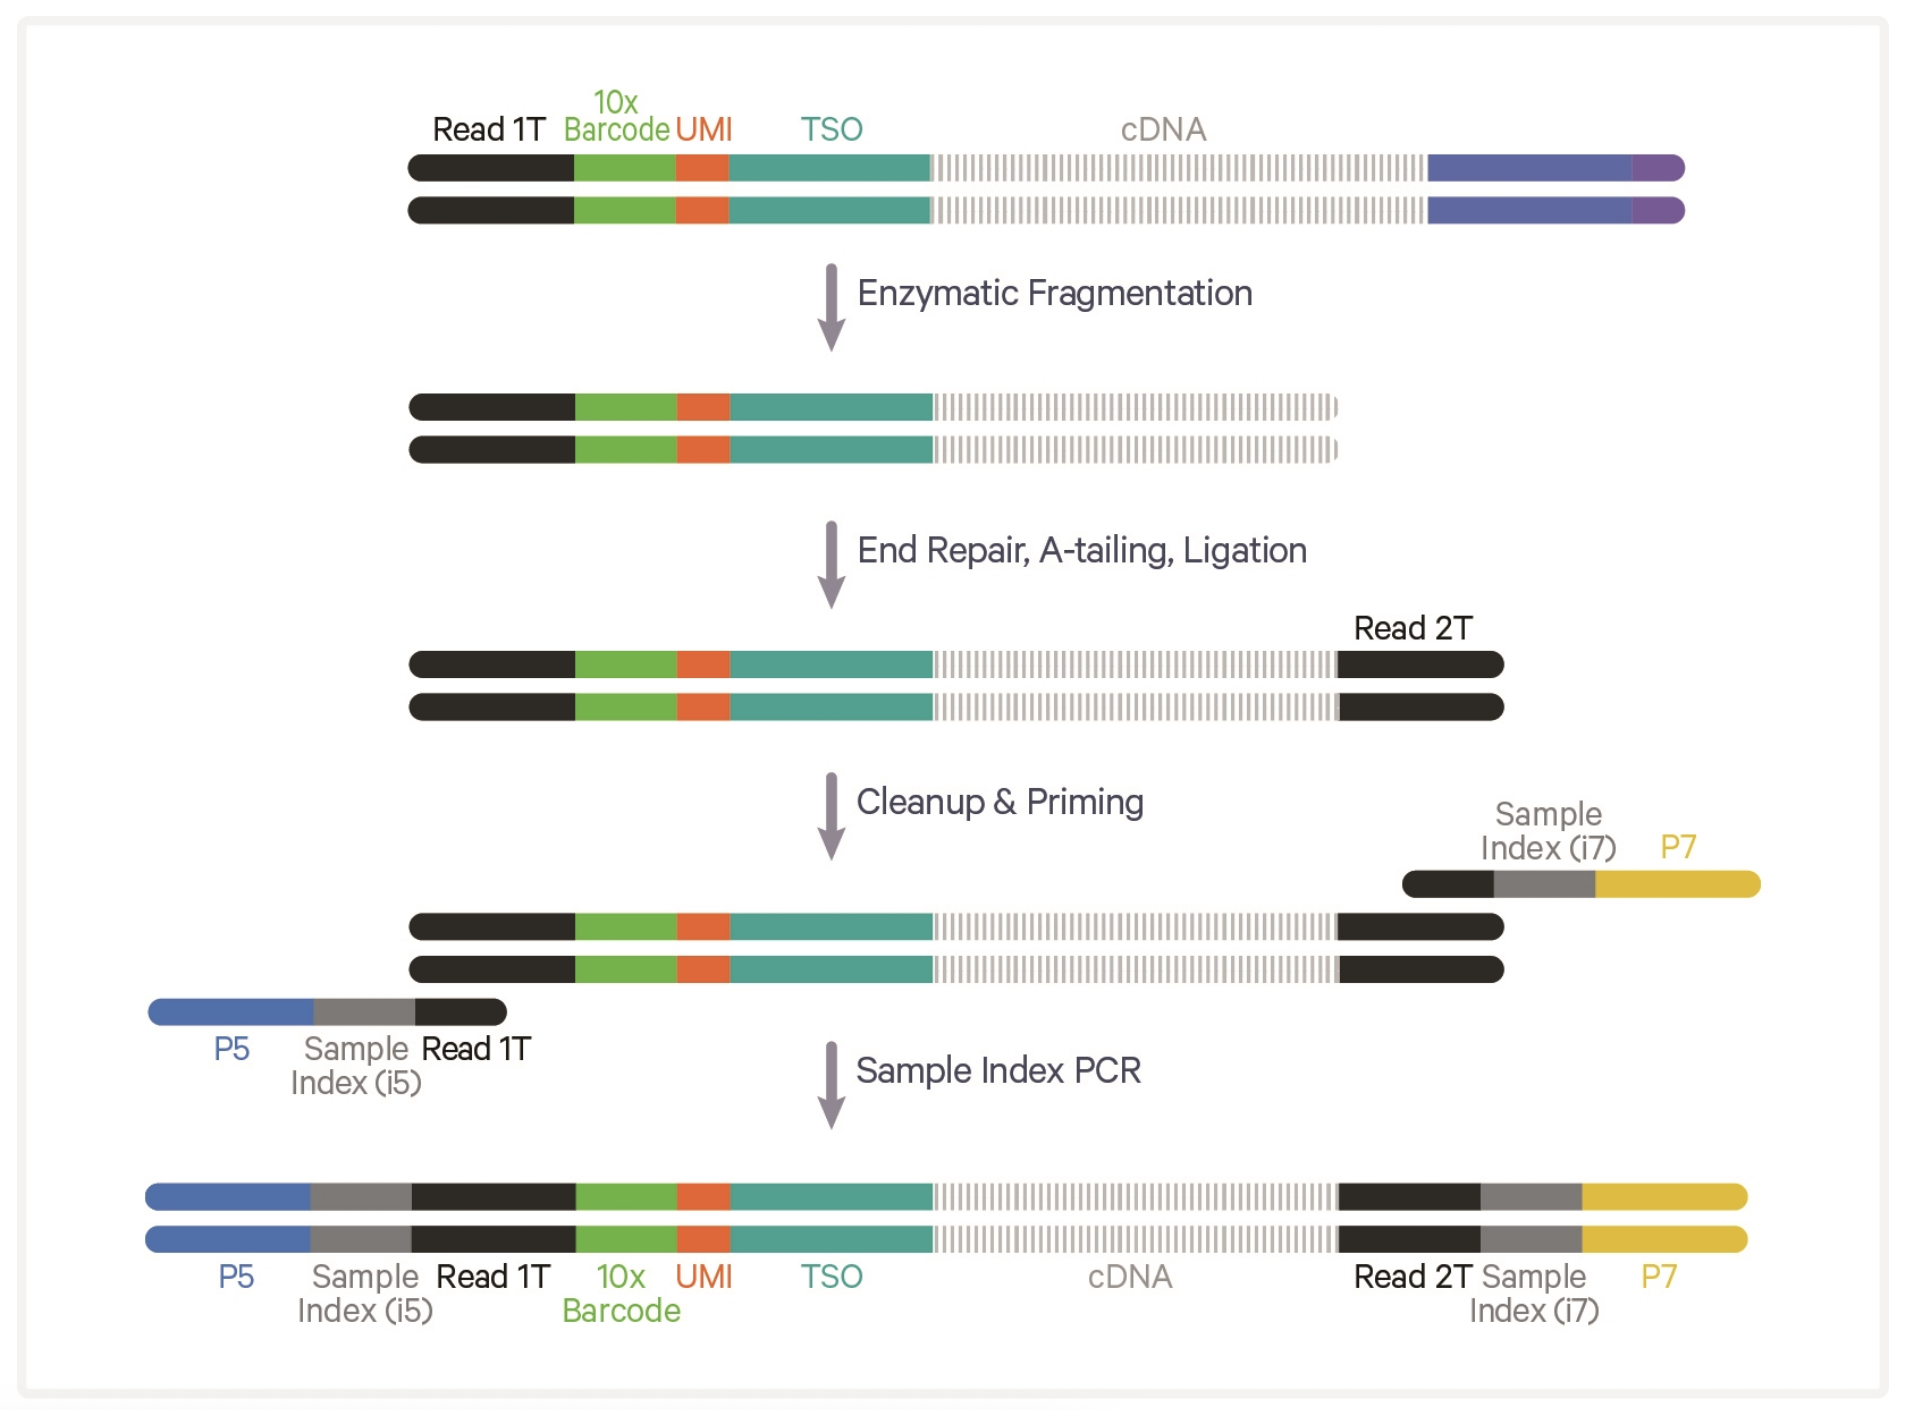 10x
Read 1T Barcode UMI TSO cDNA
Enzymatic Fragmentation
End Repair, A-tailing, Ligation
Read 2T
Cleanup & Priming
Sample
Index (i7) P7
P5 Sample Read 1T
Index (i5)
Sample Index PCR
P5 Sample Read 1T 10x UMI TSO cDNA Read 2T Sample P7
Index (i5) Barcode Index (i7)